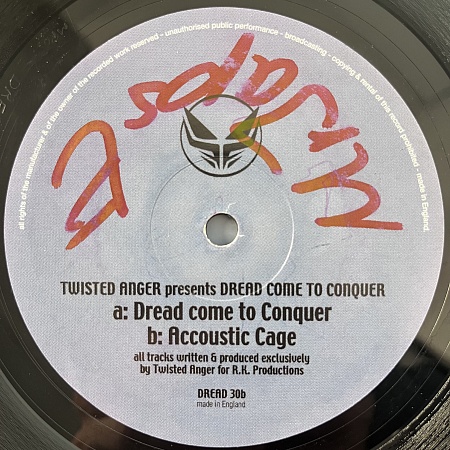 all rights of the manufacturer & of the owner of the recorded work reserved - unauthorised public performance - broadcasting - copying & rental of this record prohibited - made in England.
TWISTED ANGER presents DREAD COME TO CONQUER
a: Dread come to Conquer
b: Accoustic Cage
all tracks written & produced exclusively
by Twisted Anger for R.K. Productions
DREAD 30b
made in England